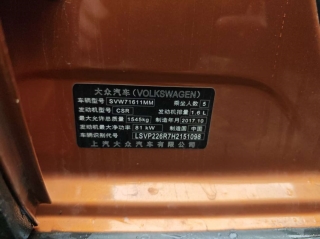 大众汽车(VOLKSWAGEN)
车辆型号 SVW71611MM 乘坐人数 5
发动机型号 CSR 发动机排量 1.6 L
最大允许总质量 1545kg 制造年月 2017.10
发动机最大净功率 81 kW 制造国 中国
车辆识别代号 LSVP226R7H2151098
上汽大众汽车有限公司